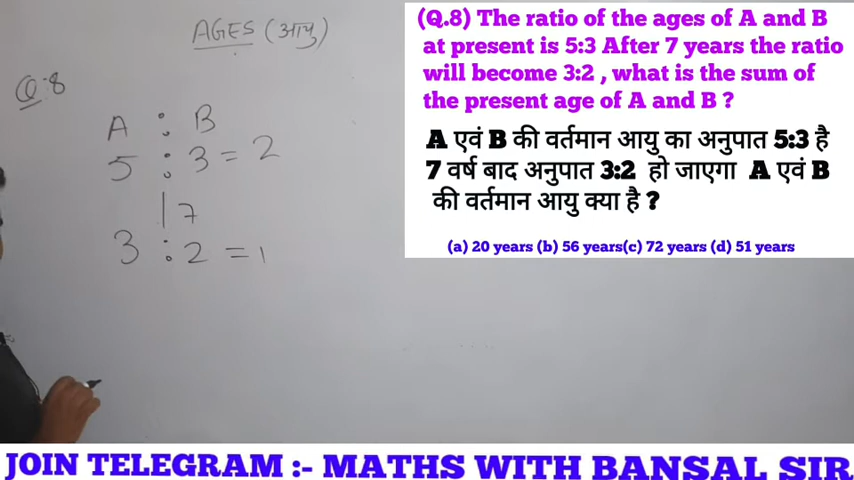 AGES (आयु)
Q.8
A : B
5 : 3 = 2
7
3 : 2 = 1
(Q.8) The ratio of the ages of A and B
at present is 5:3 After 7 years the ratio
will become 3:2 , what is the sum of
the present age of A and B ?
A एवं B की वर्तमान आयु का अनुपात 5:3 है
7 वर्ष बाद अनुपात 3:2 हो जाएगा A एवं B
की वर्तमान आयु क्या है ?
(a) 20 years (b) 56 years(c) 72 years (d) 51 years
JOIN TELEGRAM :- MATHS WITH BANSAL SIR